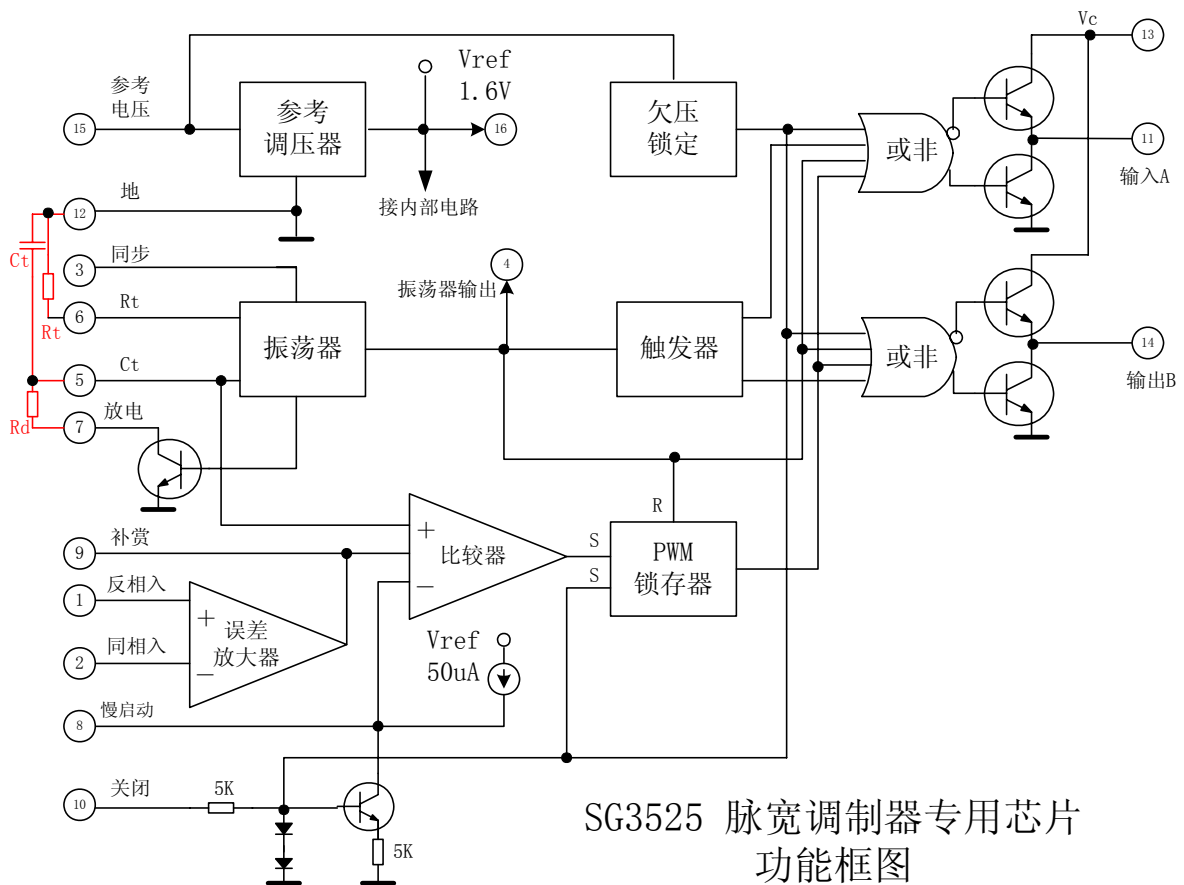 Vc
13
Vref
1.6V
参考
电压
15
参考
调压器
16
欠压
锁定
或非
11
输入A
地
12
接内部电路
Ct
同步
3
4
振荡器输出
Rt
6
Rt
振荡器
触发器
或非
14
输出B
Ct
5
放电
7
Rd
R
补赏
9
+
比较器
S
PWM
锁存器
S
反相入
1
−
+
误差
放大器
−
同相入
2
Vref
50uA
慢启动
8
关闭
10
5K
5K
SG3525 脉宽调制器专用芯片
功能框图